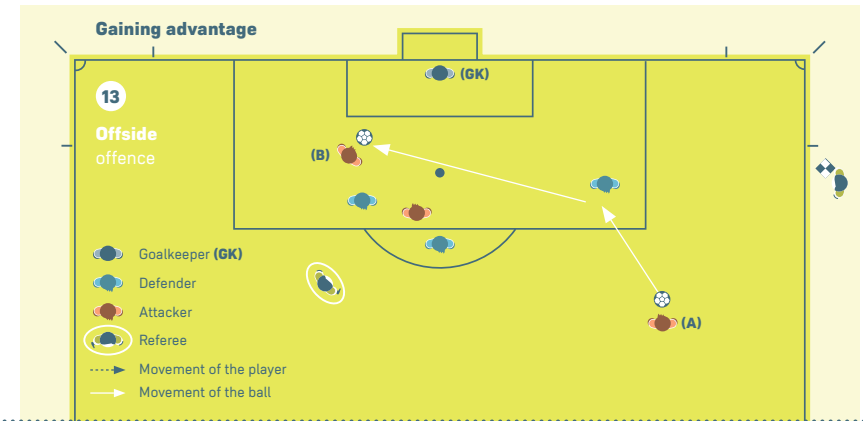 Gaining advantage
(GK)
13
Offside
offence
(B)
Goalkeeper (GK)
Defender
Attacker
(A)
Referee
Movement of the player
Movement of the ball